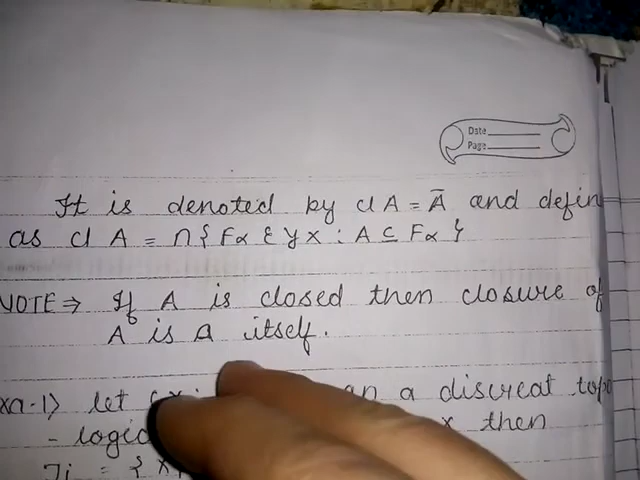 Date
Page
It is denoted by cl A = Ā and defin
as cl A = ∩{ Fα ξ y x : A ⊆ Fα }
NOTE ⇒ If A is closed then closure of
A is A itself.
let an a discreat topo
- logic x then
= {